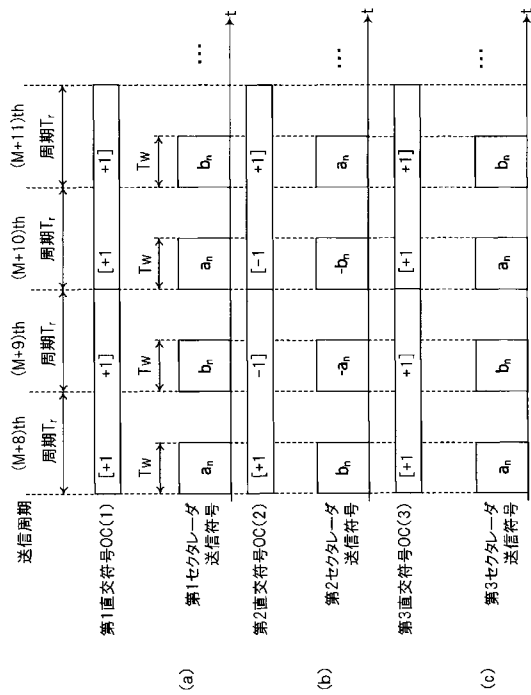 送信周期 (M+8)th (M+9)th (M+10)th (M+11)th
周期Tr 周期Tr 周期Tr 周期Tr
第1直交符号OC(1) [+1 +1] [+1 +1]
Tw Tw Tw Tw
(a) 第1セクタレーダ
送信符号 an bn an bn ... t
第2直交符号OC(2) [+1 -1] [-1 +1]
(b) 第2セクタレーダ
送信符号 bn -an -bn an ... t
第3直交符号OC(3) [+1 +1] [+1 +1]
(c) 第3セクタレーダ
送信符号 an bn an bn ... t